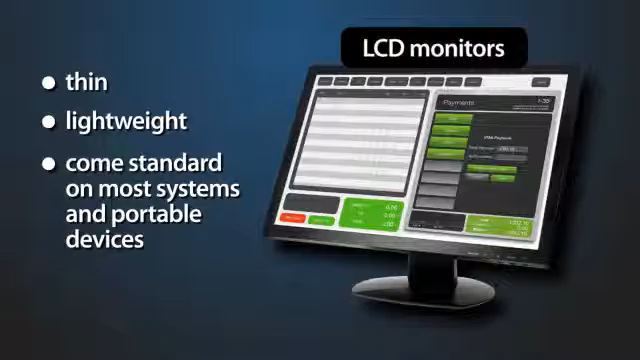 LCD monitors
thin
lightweight
come standard
on most systems
and portable
devices
Payments